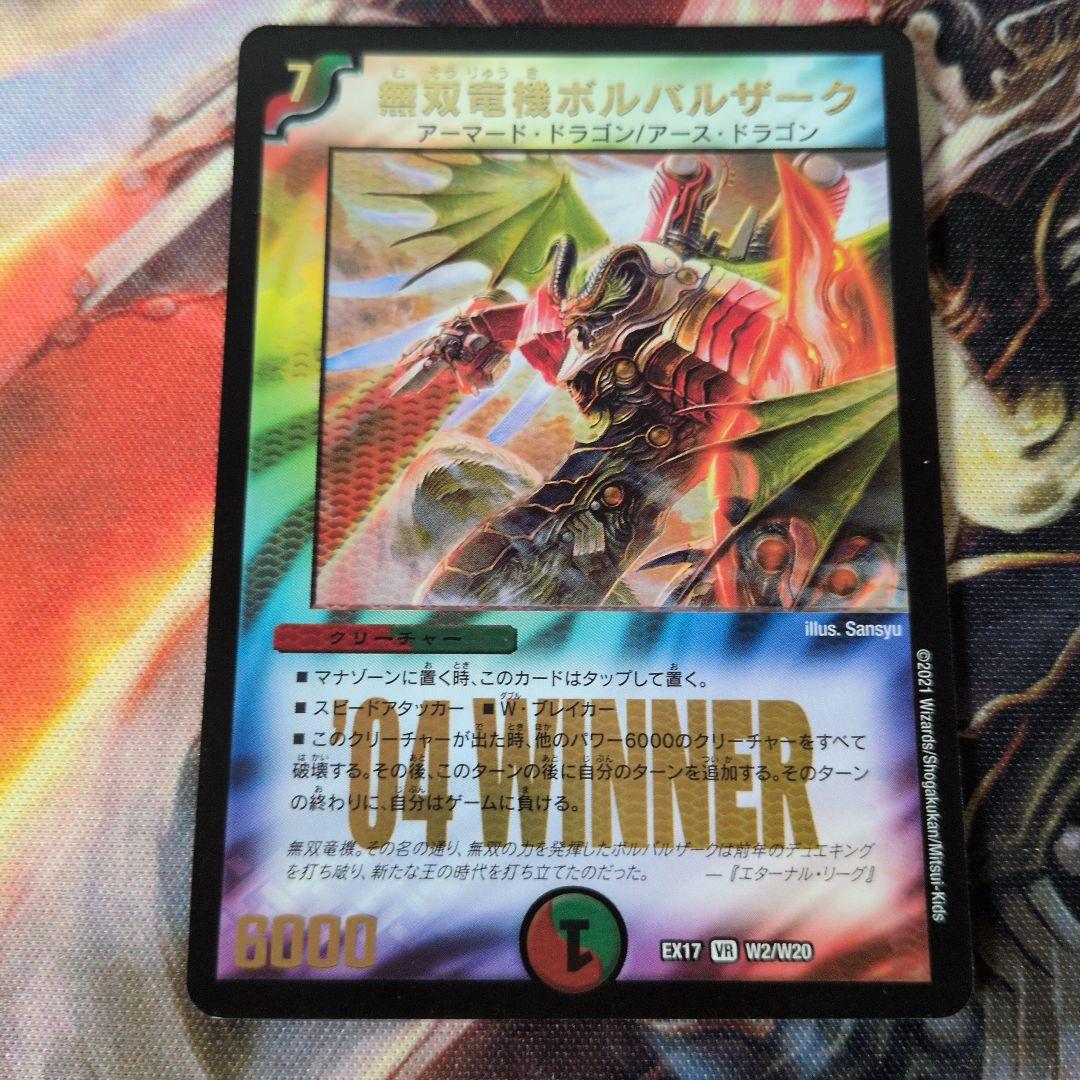 7
無双竜機ボルバルザーク
む そう りゅう き
アーマード・ドラゴン/アース・ドラゴン
illus. Sansyu
クリーチャー
■ マナゾーンに置く時、このカードはタップして置く。
■ スピードアタッカー ■ W・ブレイカー
■ このクリーチャーが出た時、他のパワー6000のクリーチャーをすべて
破壊する。その後、このターンの後に自分のターンを追加する。そのターン
の終わりに、自分はゲームに負ける。
'04 WINNER
無双竜機。その名の通り、無双の力を発揮したボルバルザークは前年のデュエキング
を打ち破り、新たな王の時代を打ち立てたのだった。 ―『エターナル・リーグ』
6000
1
EX17 VR W2/W20
©2021 Wizards/Shogakukan/Mitsui-Kids